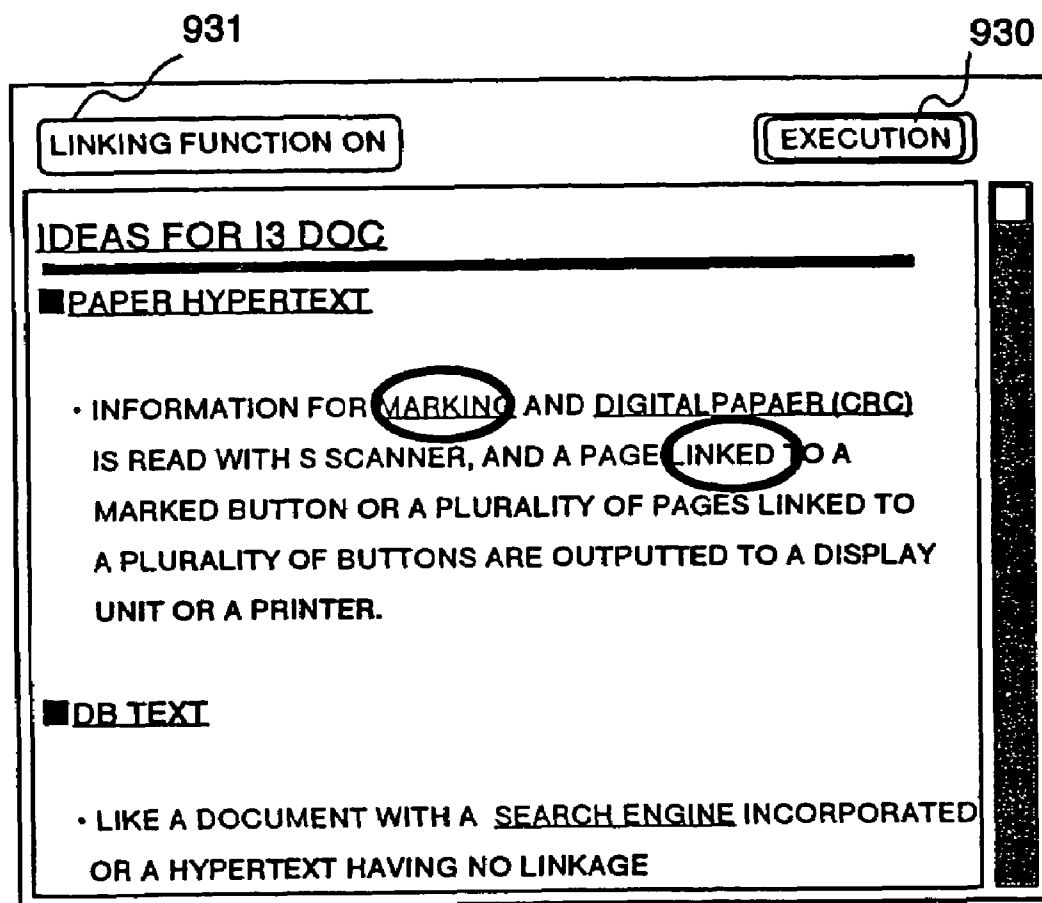 931
930
LINKING FUNCTION ON
EXECUTION
IDEAS FOR I3 DOC
■PAPER HYPERTEXT
· INFORMATION FOR MARKING AND DIGITAL PAPAER (CRC)
IS READ WITH S SCANNER, AND A PAGE LINKED TO A
MARKED BUTTON OR A PLURALITY OF PAGES LINKED TO
A PLURALITY OF BUTTONS ARE OUTPUTTED TO A DISPLAY
UNIT OR A PRINTER.
■DB TEXT
· LIKE A DOCUMENT WITH A SEARCH ENGINE INCORPORATED
OR A HYPERTEXT HAVING NO LINKAGE